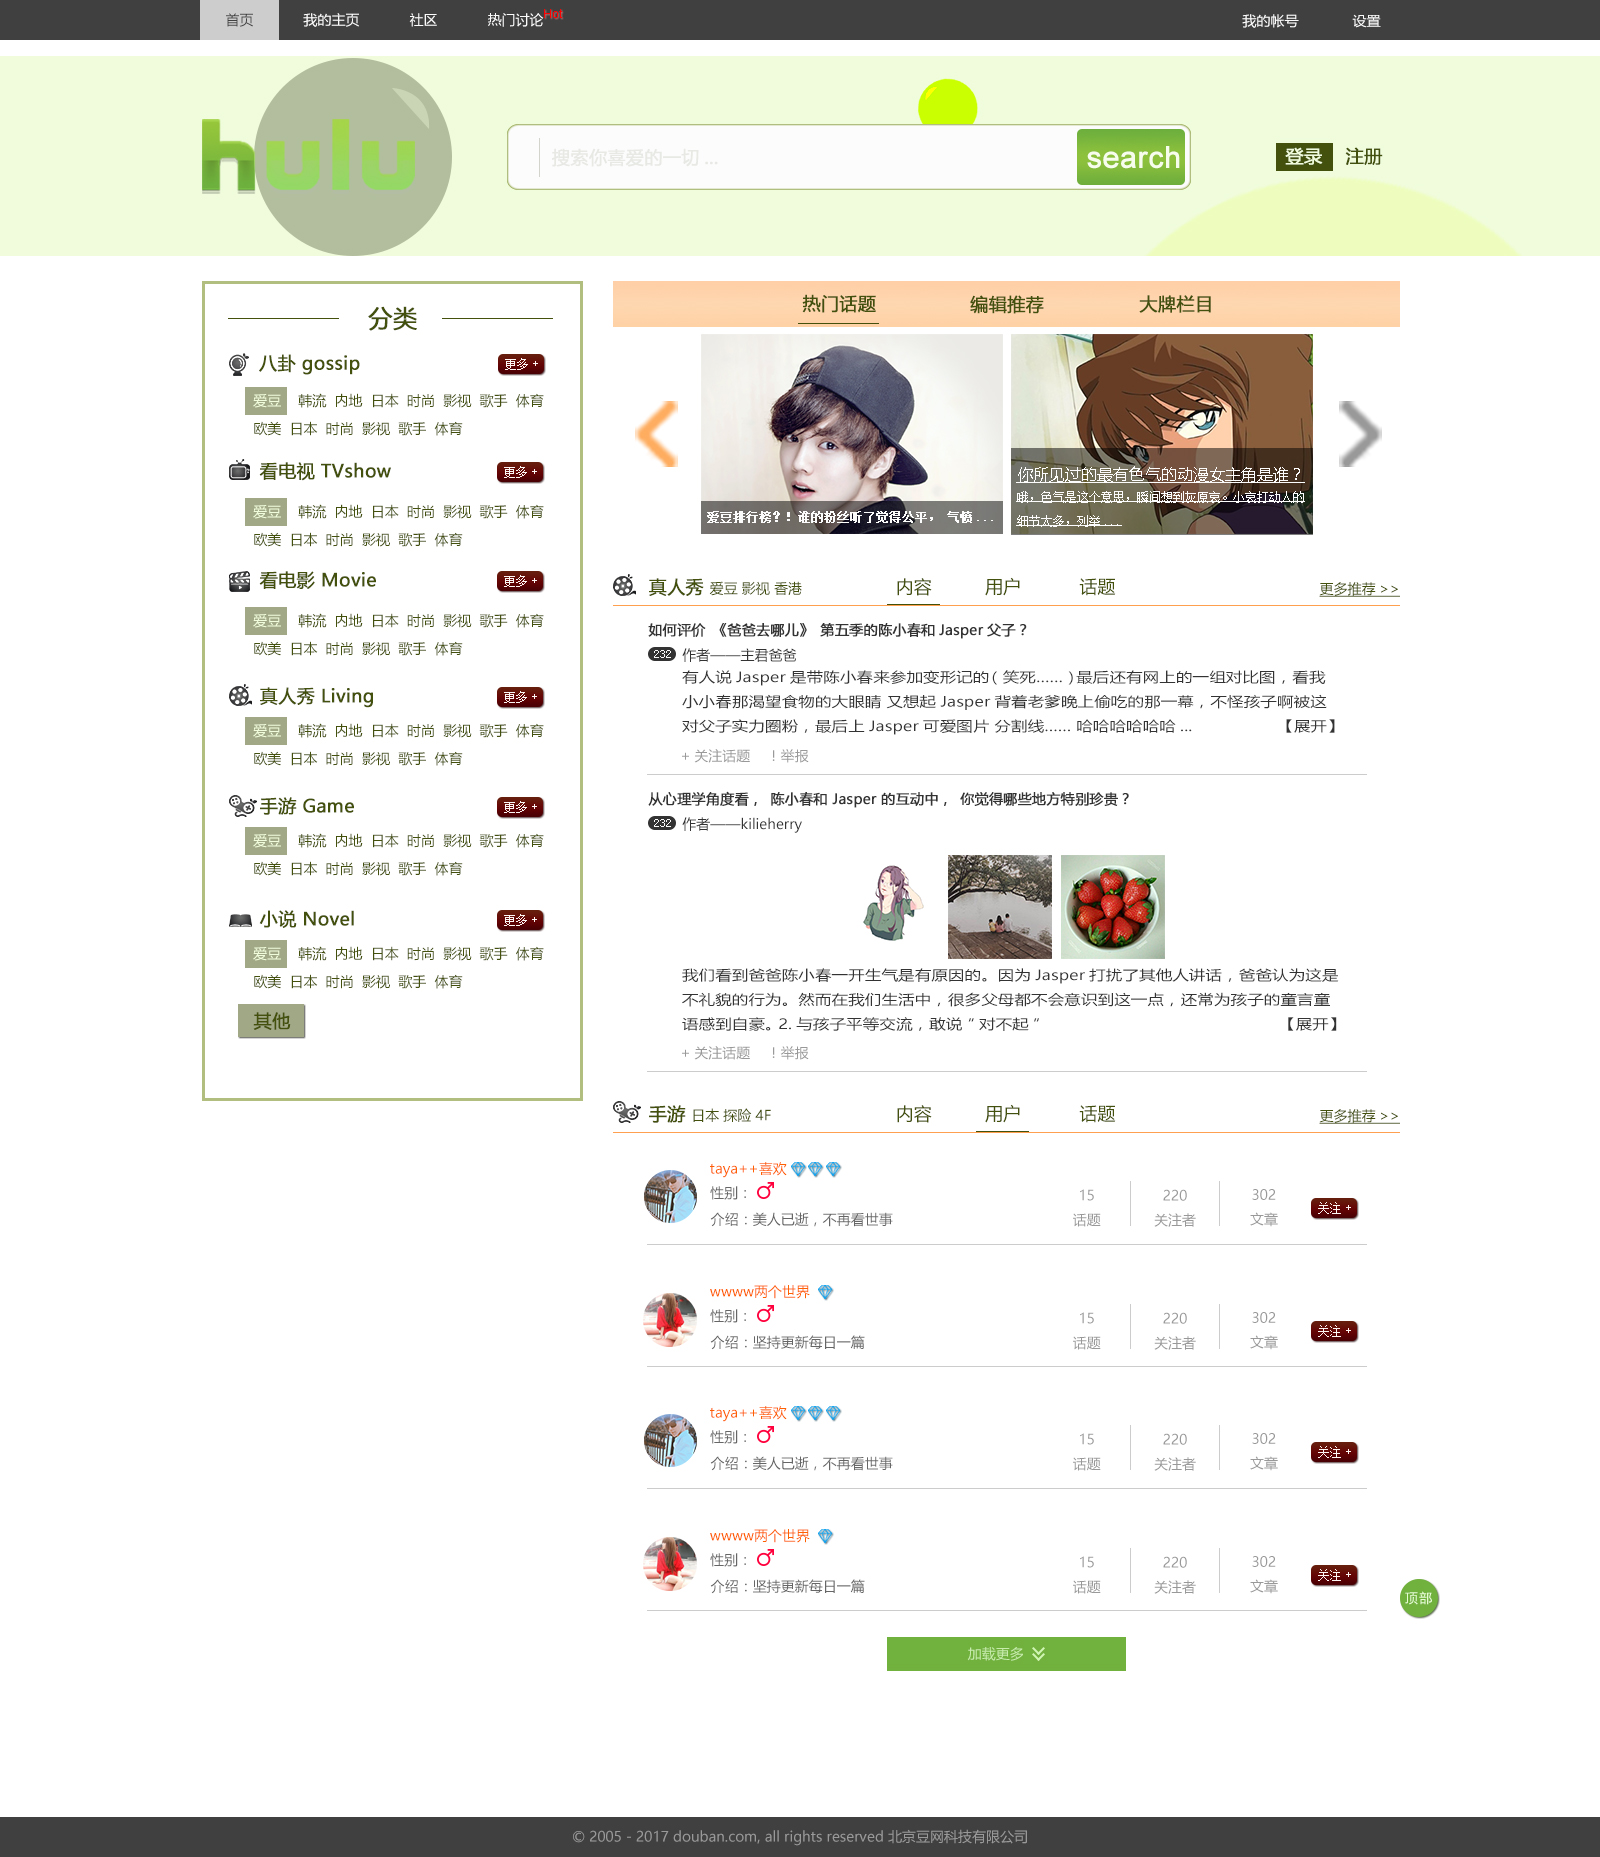 首页 我的主页 社区 热门讨论Hot 我的帐号 设置
hulu
搜索你喜爱的一切 ...
search
登录 注册
分类
八卦 gossip 更多 +
爱豆 韩流 内地 日本 时尚 影视 歌手 体育
欧美 日本 时尚 影视 歌手 体育
看电视 TVshow 更多 +
爱豆 韩流 内地 日本 时尚 影视 歌手 体育
欧美 日本 时尚 影视 歌手 体育
看电影 Movie 更多 +
爱豆 韩流 内地 日本 时尚 影视 歌手 体育
欧美 日本 时尚 影视 歌手 体育
真人秀 Living 更多 +
爱豆 韩流 内地 日本 时尚 影视 歌手 体育
欧美 日本 时尚 影视 歌手 体育
手游 Game 更多 +
爱豆 韩流 内地 日本 时尚 影视 歌手 体育
欧美 日本 时尚 影视 歌手 体育
小说 Novel 更多 +
爱豆 韩流 内地 日本 时尚 影视 歌手 体育
欧美 日本 时尚 影视 歌手 体育
其他
热门话题 编辑推荐 大牌栏目
爱豆排行榜？！谁的粉丝听了觉得公平， 气愤 . . .
你所见过的最有色气的动漫女主角是谁？
哦，色气是这个意思，瞬间想到灰原哀。小哀打动人的
细节太多，列举 . . .
真人秀 爱豆 影视 香港 内容 用户 话题 更多推荐 >>
如何评价 《爸爸去哪儿》 第五季的陈小春和 Jasper 父子？
232 作者——主君爸爸
有人说 Jasper 是带陈小春来参加变形记的（ 笑死...... ）最后还有网上的一组对比图，看我
小小春那渴望食物的大眼睛 又想起 Jasper 背着老爹晚上偷吃的那一幕，不怪孩子啊被这
对父子实力圈粉，最后上 Jasper 可爱图片 分割线...... 哈哈哈哈哈哈 ... 【展开】
+ 关注话题 ！举报
从心理学角度看， 陈小春和 Jasper 的互动中， 你觉得哪些地方特别珍贵？
232 作者——kilieherry
我们看到爸爸陈小春一开生气是有原因的。因为 Jasper 打扰了其他人讲话，爸爸认为这是
不礼貌的行为。然而在我们生活中，很多父母都不会意识到这一点，还常为孩子的童言童
语感到自豪。2. 与孩子平等交流，敢说 “ 对不起 ” 【展开】
+ 关注话题 ！举报
手游 日本 探险 4F 内容 用户 话题 更多推荐 >>
taya++喜欢
性别：
介绍：美人已逝，不再看世事
15 220 302
话题 关注者 文章
关注 +
wwww两个世界
性别：
介绍：坚持更新每日一篇
15 220 302
话题 关注者 文章
关注 +
taya++喜欢
性别：
介绍：美人已逝，不再看世事
15 220 302
话题 关注者 文章
关注 +
wwww两个世界
性别：
介绍：坚持更新每日一篇
15 220 302
话题 关注者 文章
关注 +
顶部
加载更多
© 2005 - 2017 douban.com, all rights reserved 北京豆网科技有限公司